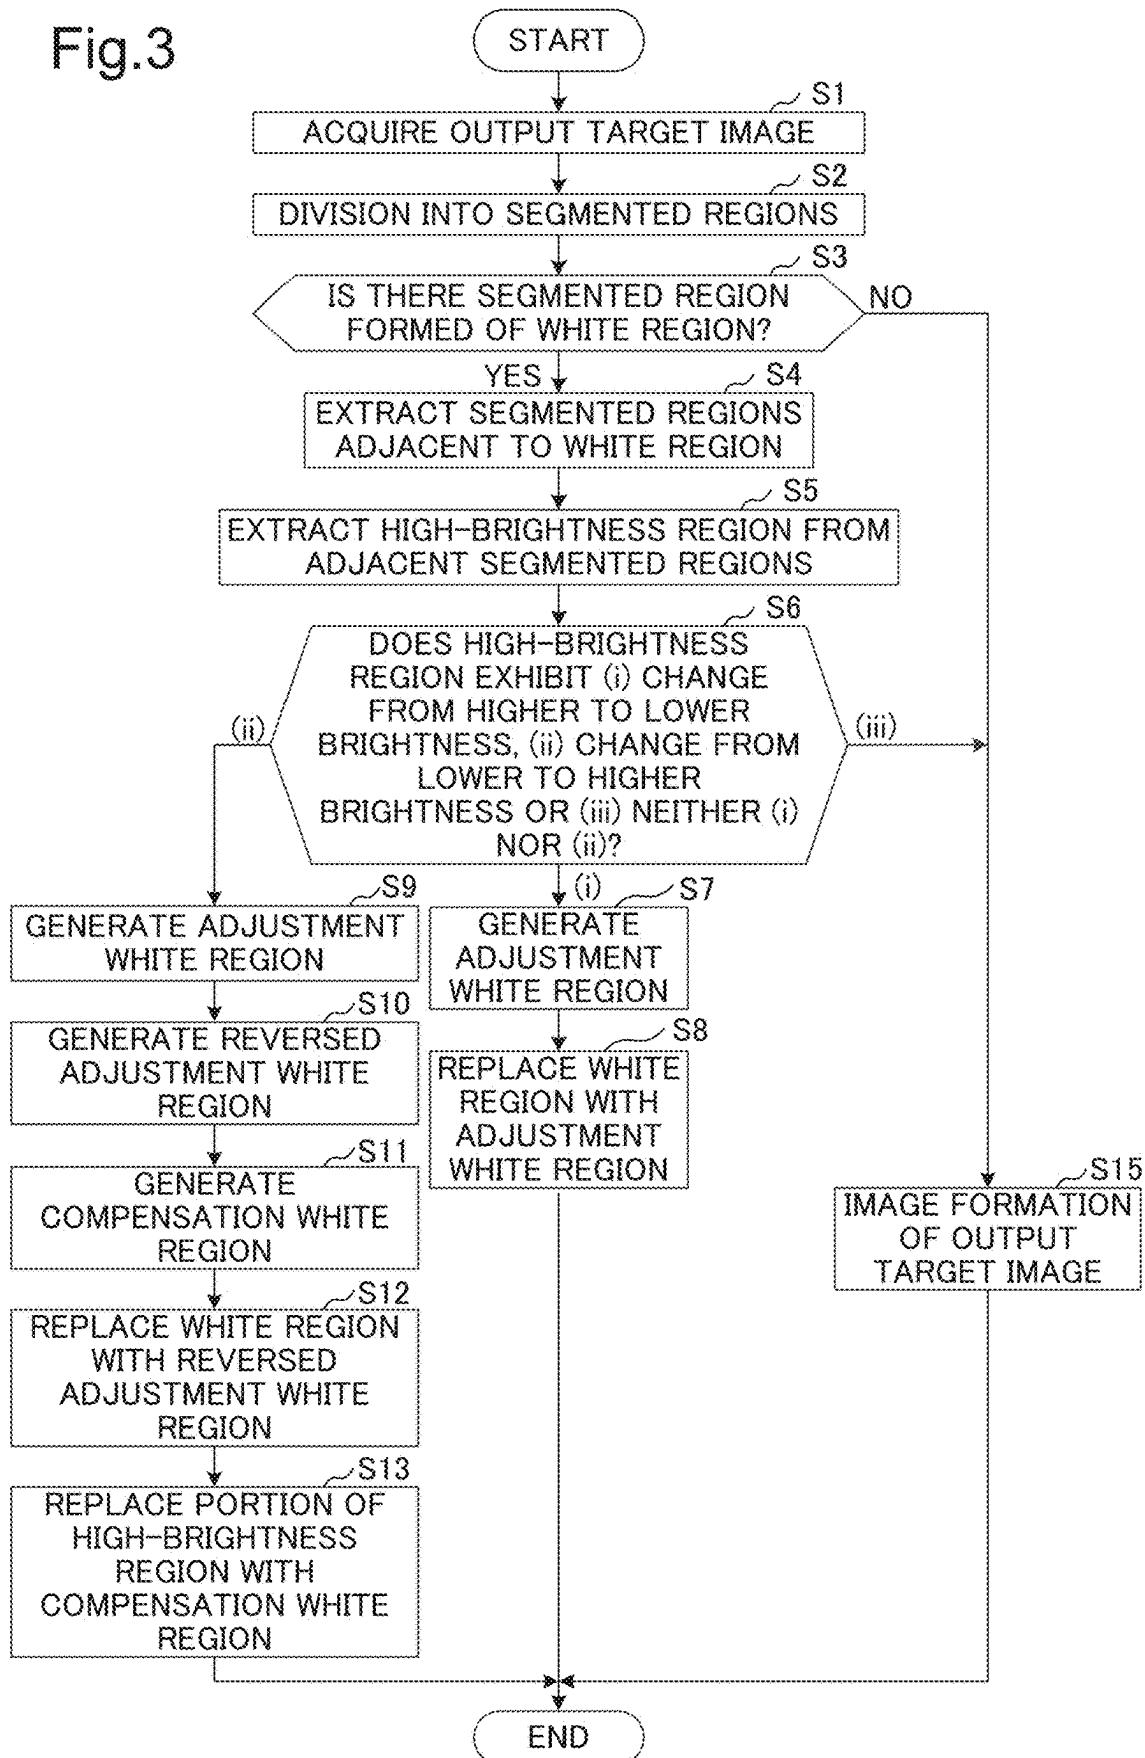 Fig.3
START
S1
ACQUIRE OUTPUT TARGET IMAGE
S2
DIVISION INTO SEGMENTED REGIONS
S3
IS THERE SEGMENTED REGION
FORMED OF WHITE REGION?
NO
YES
S4
EXTRACT SEGMENTED REGIONS
ADJACENT TO WHITE REGION
S5
EXTRACT HIGH-BRIGHTNESS REGION FROM
ADJACENT SEGMENTED REGIONS
S6
DOES HIGH-BRIGHTNESS
REGION EXHIBIT (i) CHANGE
FROM HIGHER TO LOWER
BRIGHTNESS, (ii) CHANGE FROM
LOWER TO HIGHER
BRIGHTNESS OR (iii) NEITHER (i)
NOR (ii)?
(ii)
(iii)
(i)
S9
GENERATE ADJUSTMENT
WHITE REGION
S10
GENERATE REVERSED
ADJUSTMENT WHITE
REGION
S11
GENERATE
COMPENSATION WHITE
REGION
S12
REPLACE WHITE REGION
WITH REVERSED
ADJUSTMENT WHITE
REGION
S13
REPLACE PORTION OF
HIGH-BRIGHTNESS
REGION WITH
COMPENSATION WHITE
REGION
S7
GENERATE
ADJUSTMENT
WHITE REGION
S8
REPLACE WHITE
REGION WITH
ADJUSTMENT
WHITE REGION
S15
IMAGE FORMATION
OF OUTPUT
TARGET IMAGE
END